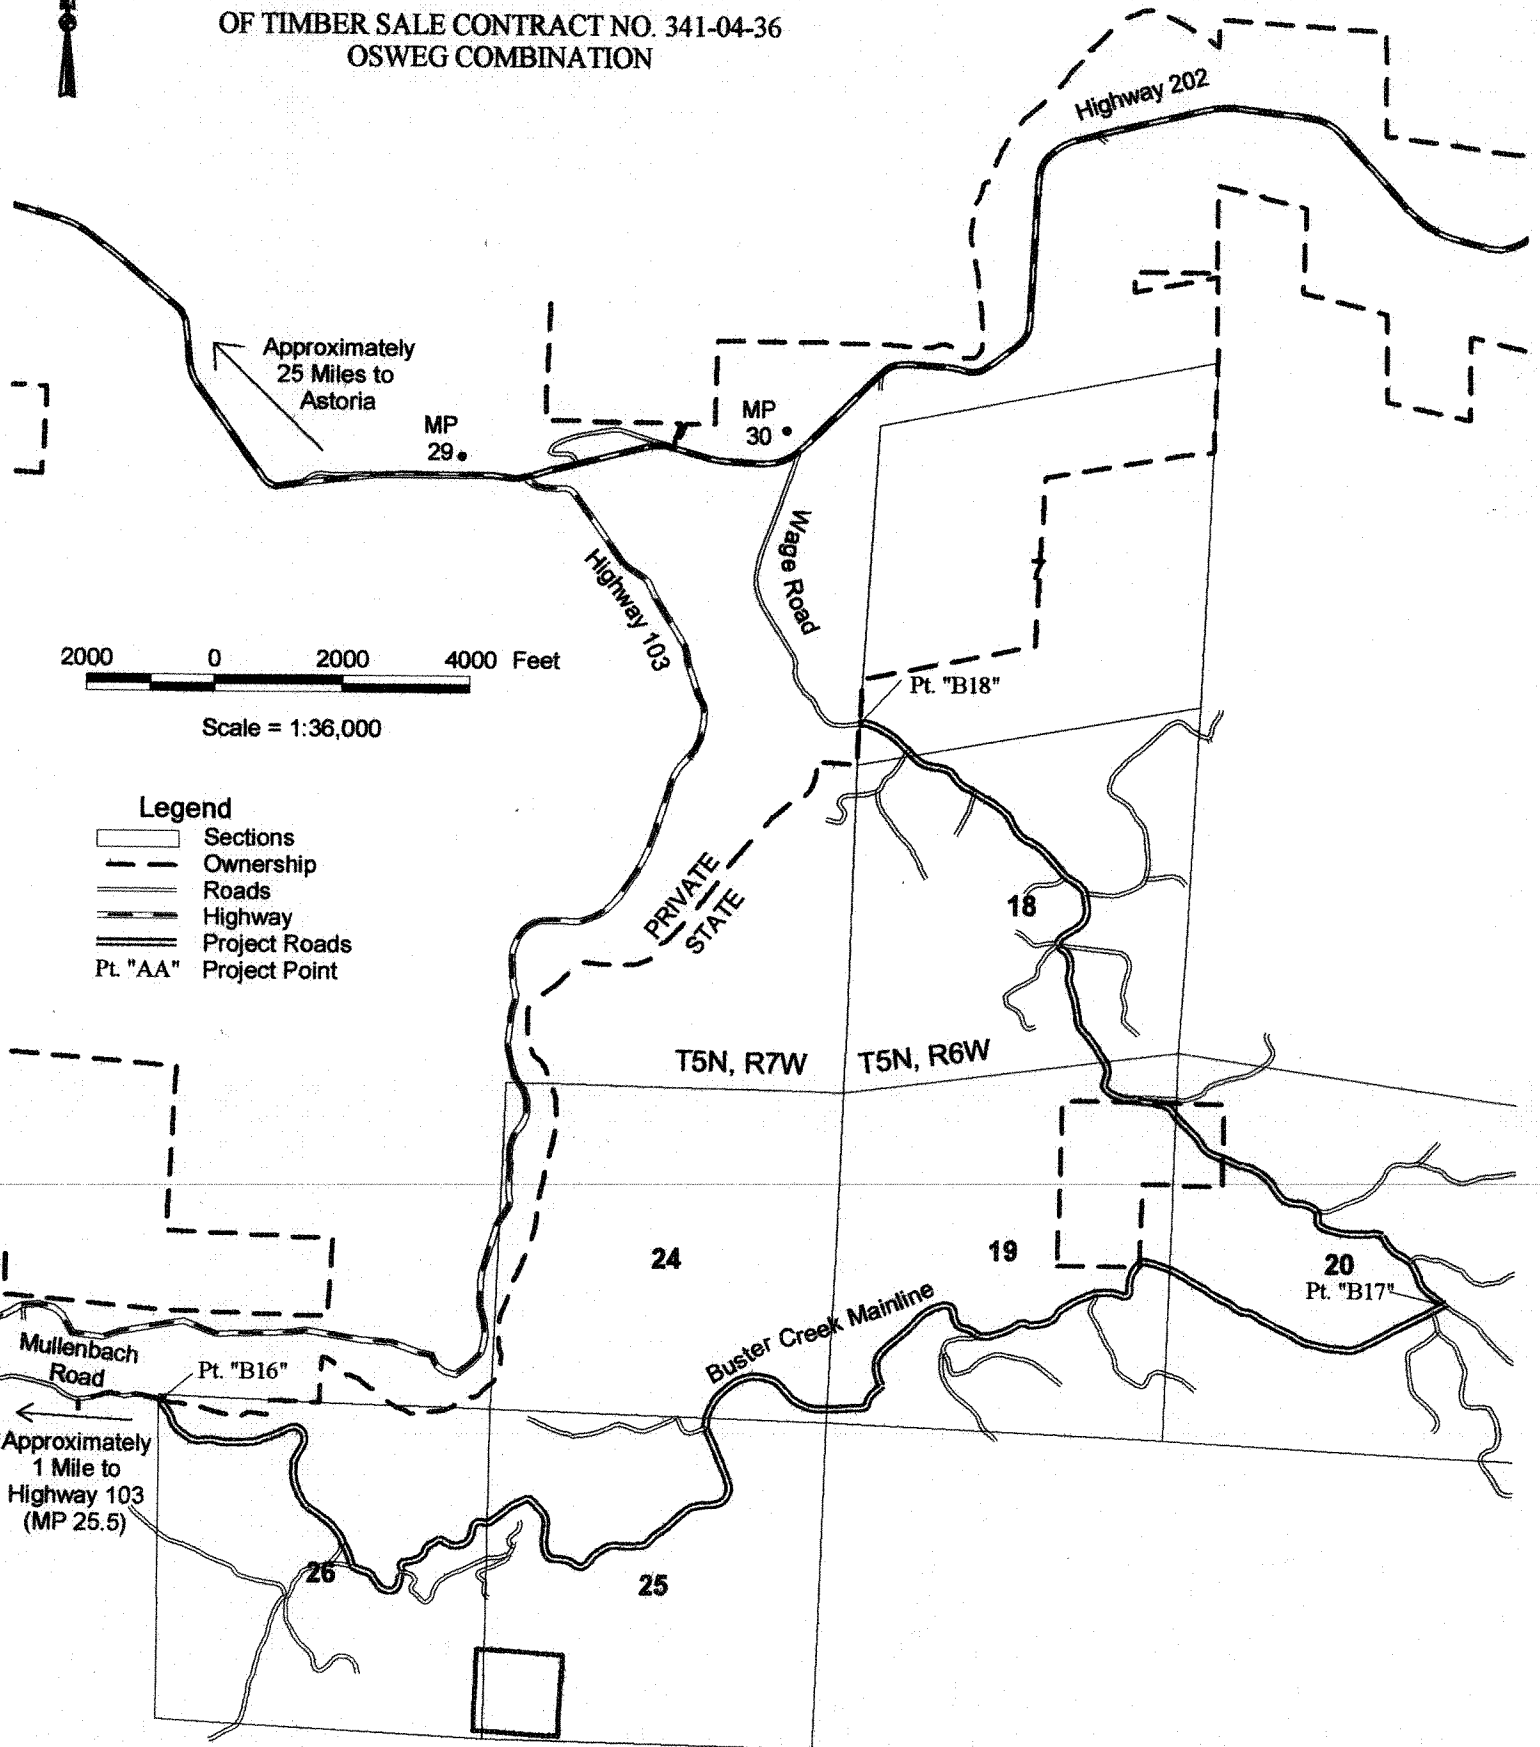 OF TIMBER SALE CONTRACT NO. 341-04-36
OSWEG COMBINATION
Highway 202
Approximately
25 Miles to
Astoria
MP
29
MP
30
Wage Road
Highway 103
7
Pt. "B18"
2000 0 2000 4000 Feet
Scale = 1:36,000
Legend
Sections
Ownership
Roads
Highway
Project Roads
Pt. "AA" Project Point
PRIVATE
STATE
18
T5N, R7W
T5N, R6W
24
19
20
Pt. "B17"
Buster Creek Mainline
Mullenbach
Road
Pt. "B16"
Approximately
1 Mile to
Highway 103
(MP 25.5)
26
25